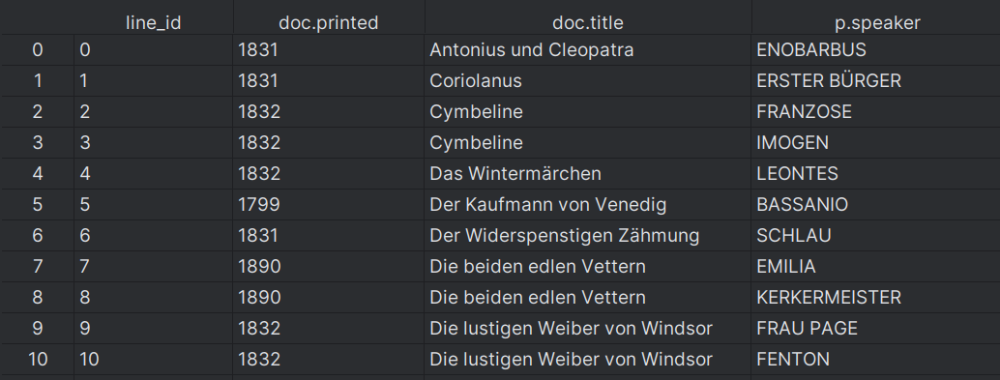 line_id doc.printed doc.title p.speaker
0 0 1831 Antonius und Cleopatra ENOBARBUS
1 1 1831 Coriolanus ERSTER BÜRGER
2 2 1832 Cymbeline FRANZOSE
3 3 1832 Cymbeline IMOGEN
4 4 1832 Das Wintermärchen LEONTES
5 5 1799 Der Kaufmann von Venedig BASSANIO
6 6 1831 Der Widerspenstigen Zähmung SCHLAU
7 7 1890 Die beiden edlen Vettern EMILIA
8 8 1890 Die beiden edlen Vettern KERKERMEISTER
9 9 1832 Die lustigen Weiber von Windsor FRAU PAGE
10 10 1832 Die lustigen Weiber von Windsor FENTON